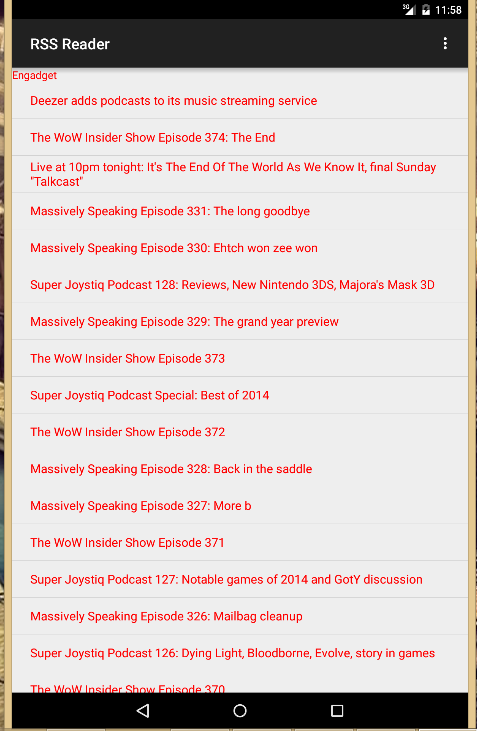 3G 11:58
RSS Reader
Engadget
Deezer adds podcasts to its music streaming service
The WoW Insider Show Episode 374: The End
Live at 10pm tonight: It's The End Of The World As We Know It, final Sunday
"Talkcast"
Massively Speaking Episode 331: The long goodbye
Massively Speaking Episode 330: Ehtch won zee won
Super Joystiq Podcast 128: Reviews, New Nintendo 3DS, Majora's Mask 3D
Massively Speaking Episode 329: The grand year preview
The WoW Insider Show Episode 373
Super Joystiq Podcast Special: Best of 2014
The WoW Insider Show Episode 372
Massively Speaking Episode 328: Back in the saddle
Massively Speaking Episode 327: More b
The WoW Insider Show Episode 371
Super Joystiq Podcast 127: Notable games of 2014 and GotY discussion
Massively Speaking Episode 326: Mailbag cleanup
Super Joystiq Podcast 126: Dying Light, Bloodborne, Evolve, story in games
The WoW Insider Show Episode 370